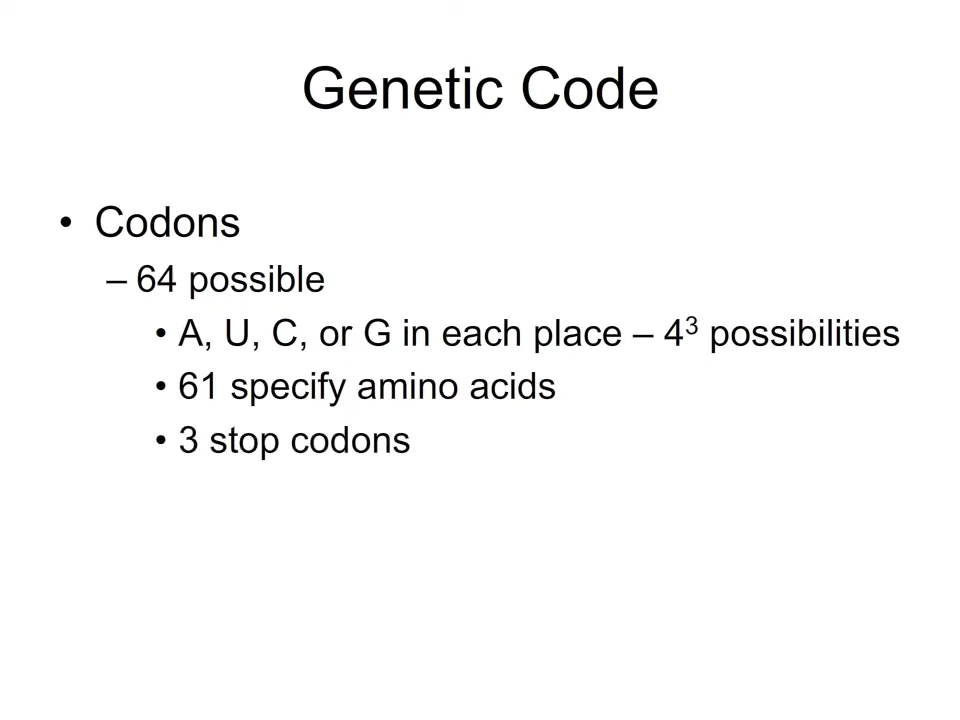 Genetic Code
• Codons
– 64 possible
• A, U, C, or G in each place – 4³ possibilities
• 61 specify amino acids
• 3 stop codons